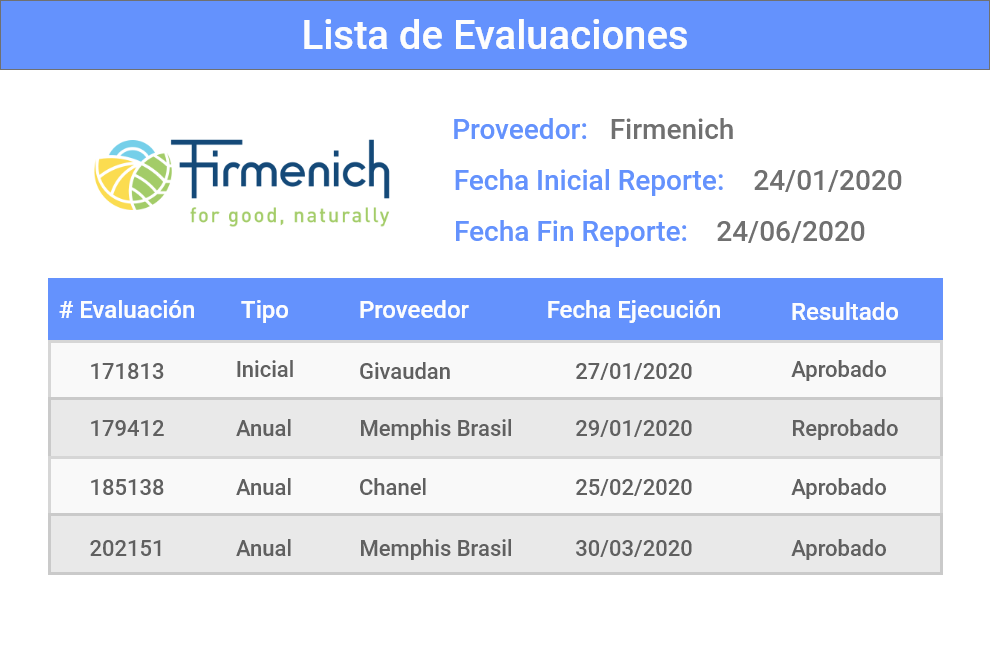 Lista de Evaluaciones
Firmenich
for good, naturally
Proveedor: Firmenich
Fecha Inicial Reporte: 24/01/2020
Fecha Fin Reporte: 24/06/2020
# Evaluación Tipo Proveedor Fecha Ejecución Resultado
171813 Inicial Givaudan 27/01/2020 Aprobado
179412 Anual Memphis Brasil 29/01/2020 Reprobado
185138 Anual Chanel 25/02/2020 Aprobado
202151 Anual Memphis Brasil 30/03/2020 Aprobado